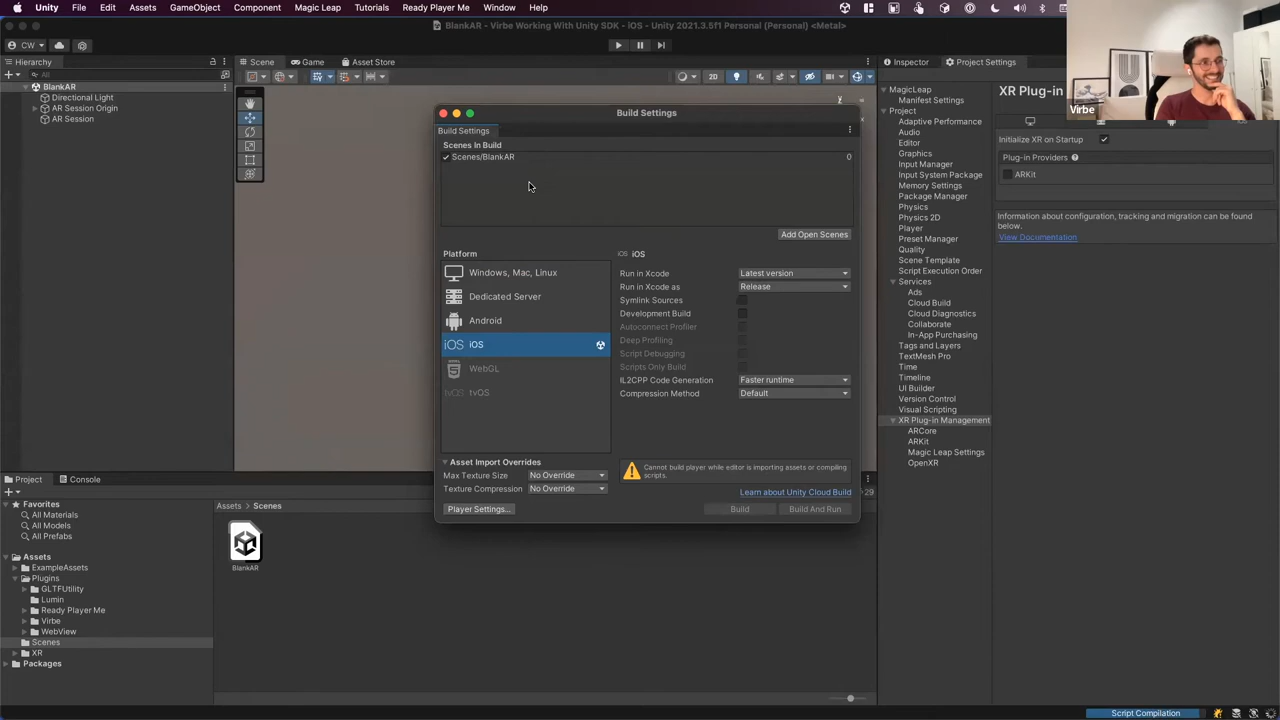 Unity File Edit Assets GameObject Component Magic Leap Tutorials Ready Player Me Window Help
BlankAR - Virbe Working With Unity SDK - iOS - Unity 2021.3.5f1 Personal (Personal) <Metal>
CW
Hierarchy
All
BlankAR
Directional Light
AR Session Origin
AR Session
Scene Game Asset Store
2D
Build Settings
Build Settings
Scenes In Build
Scenes/BlankAR 0
Add Open Scenes
Platform
Windows, Mac, Linux
Dedicated Server
Android
iOS iOS
WebGL
tvOS tvOS
iOS iOS
Run in Xcode Latest version
Run in Xcode as Release
Symlink Sources
Development Build
Autoconnect Profiler
Deep Profiling
Script Debugging
Scripts Only Build
IL2CPP Code Generation Faster runtime
Compression Method Default
Asset Import Overrides
Max Texture Size No Override
Texture Compression No Override
Cannot build player while editor is importing assets or compiling
scripts.
Learn about Unity Cloud Build
Player Settings...
Build
Build And Run
Inspector Project Settings
MagicLeap
Manifest Settings
Project
Adaptive Performance
Audio
Editor
Graphics
Input Manager
Input System Package
Memory Settings
Package Manager
Physics
Physics 2D
Player
Preset Manager
Quality
Scene Template
Script Execution Order
Services
Ads
Cloud Build
Cloud Diagnostics
Collaborate
In-App Purchasing
Tags and Layers
TextMesh Pro
Time
Timeline
UI Builder
Version Control
Visual Scripting
XR Plug-in Management
ARCore
ARKit
Magic Leap Settings
OpenXR
XR Plug-in
Virbe
Initialize XR on Startup
Plug-in Providers
ARKit
Information about configuration, tracking and migration can be found
below.
View Documentation
Project Console
Favorites
All Materials
All Models
All Prefabs
Assets
ExampleAssets
Plugins
GLTFUtility
Lumin
Ready Player Me
Virbe
WebView
Scenes
XR
Packages
Assets > Scenes
BlankAR
29
Script Compilation